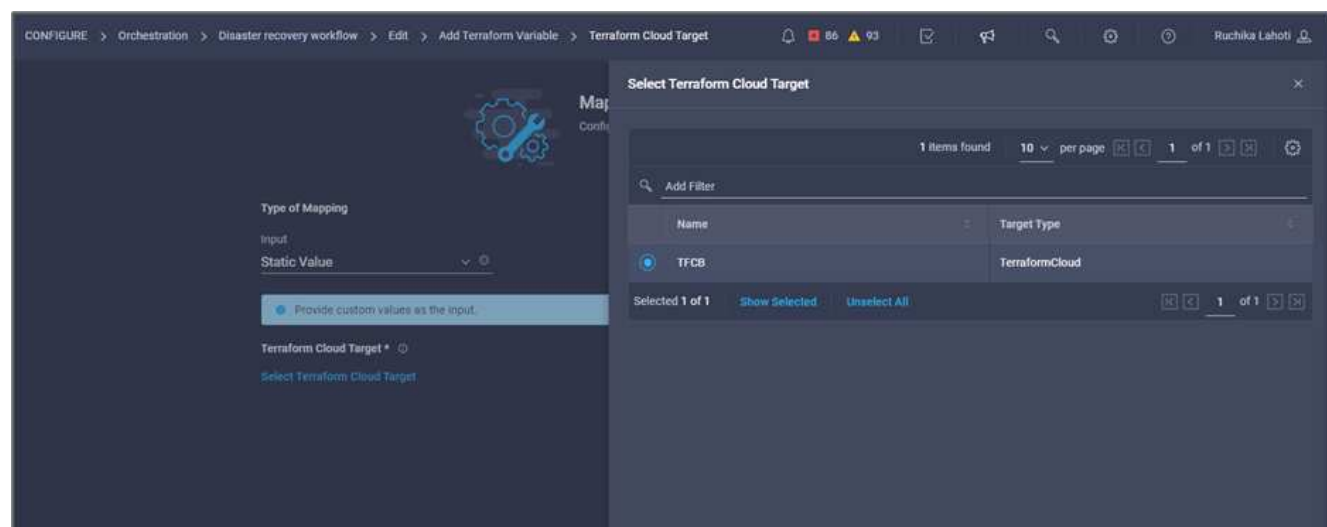 CONFIGURE > Orchestration > Disaster recovery workflow > Edit > Add Terraform Variable > Terraform Cloud Target 86 93 Ruchika Lahoti
Map
Type of Mapping
Input
Static Value
Provide custom values as the input.
Terraform Cloud Target *
Select Terraform Cloud Target
Select Terraform Cloud Target
1 items found 10 per page 1 of 1
Add Filter
Name Target Type
TFCB TerraformCloud
Selected 1 of 1 Show Selected Unselect All 1 of 1